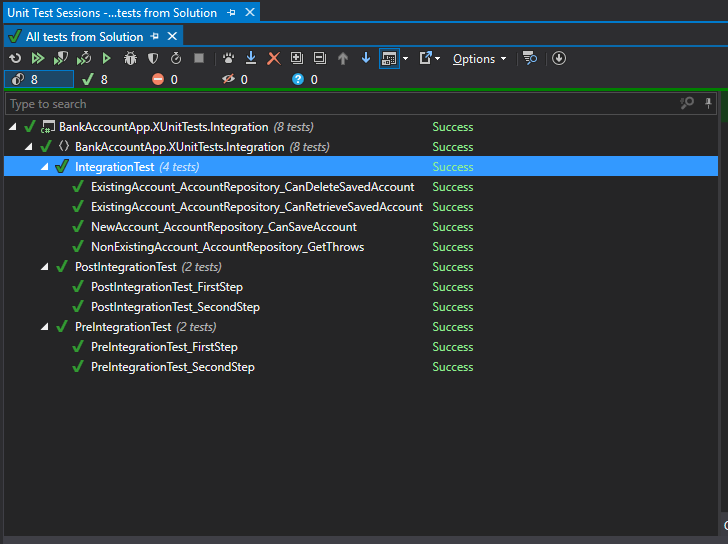 Unit Test Sessions -...tests from Solution
All tests from Solution
Options
8 8 0 0 0
Type to search
BankAccountApp.XUnitTests.Integration (8 tests) Success
BankAccountApp.XUnitTests.Integration (8 tests) Success
IntegrationTest (4 tests) Success
ExistingAccount_AccountRepository_CanDeleteSavedAccount Success
ExistingAccount_AccountRepository_CanRetrieveSavedAccount Success
NewAccount_AccountRepository_CanSaveAccount Success
NonExistingAccount_AccountRepository_GetThrows Success
PostIntegrationTest (2 tests) Success
PostIntegrationTest_FirstStep Success
PostIntegrationTest_SecondStep Success
PreIntegrationTest (2 tests) Success
PreIntegrationTest_FirstStep Success
PreIntegrationTest_SecondStep Success